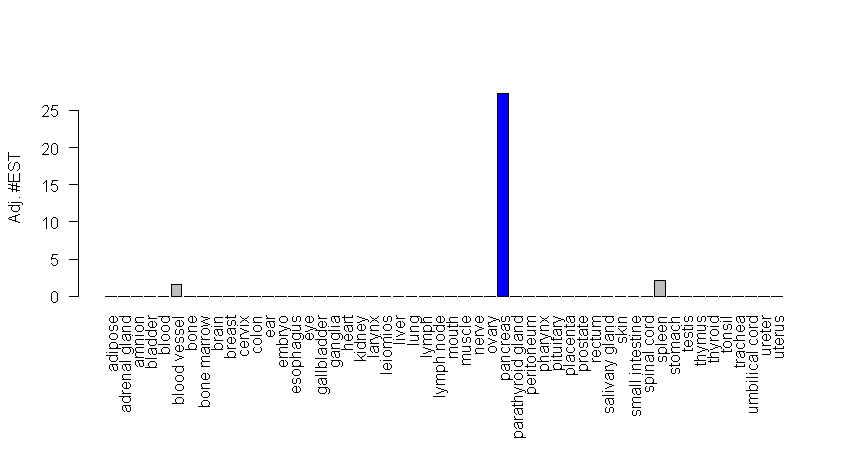 Adj. #EST
25
20
15
10
5
0
adipose
adrenal gland
amnion
bladder
blood
blood vessel
bone
bone marrow
brain
breast
cervix
colon
ear
embryo
esophagus
eye
gallbladder
ganglia
heart
kidney
larynx
leiomios
liver
lung
lymph
lymph node
mouth
muscle
nerve
ovary
pancreas
parathyroid gland
peritoneum
pharynx
pituitary
placenta
prostate
rectum
salivary gland
skin
small intestine
spinal cord
spleen
stomach
testis
thymus
thyroid
tonsil
trachea
umbilical cord
ureter
uterus